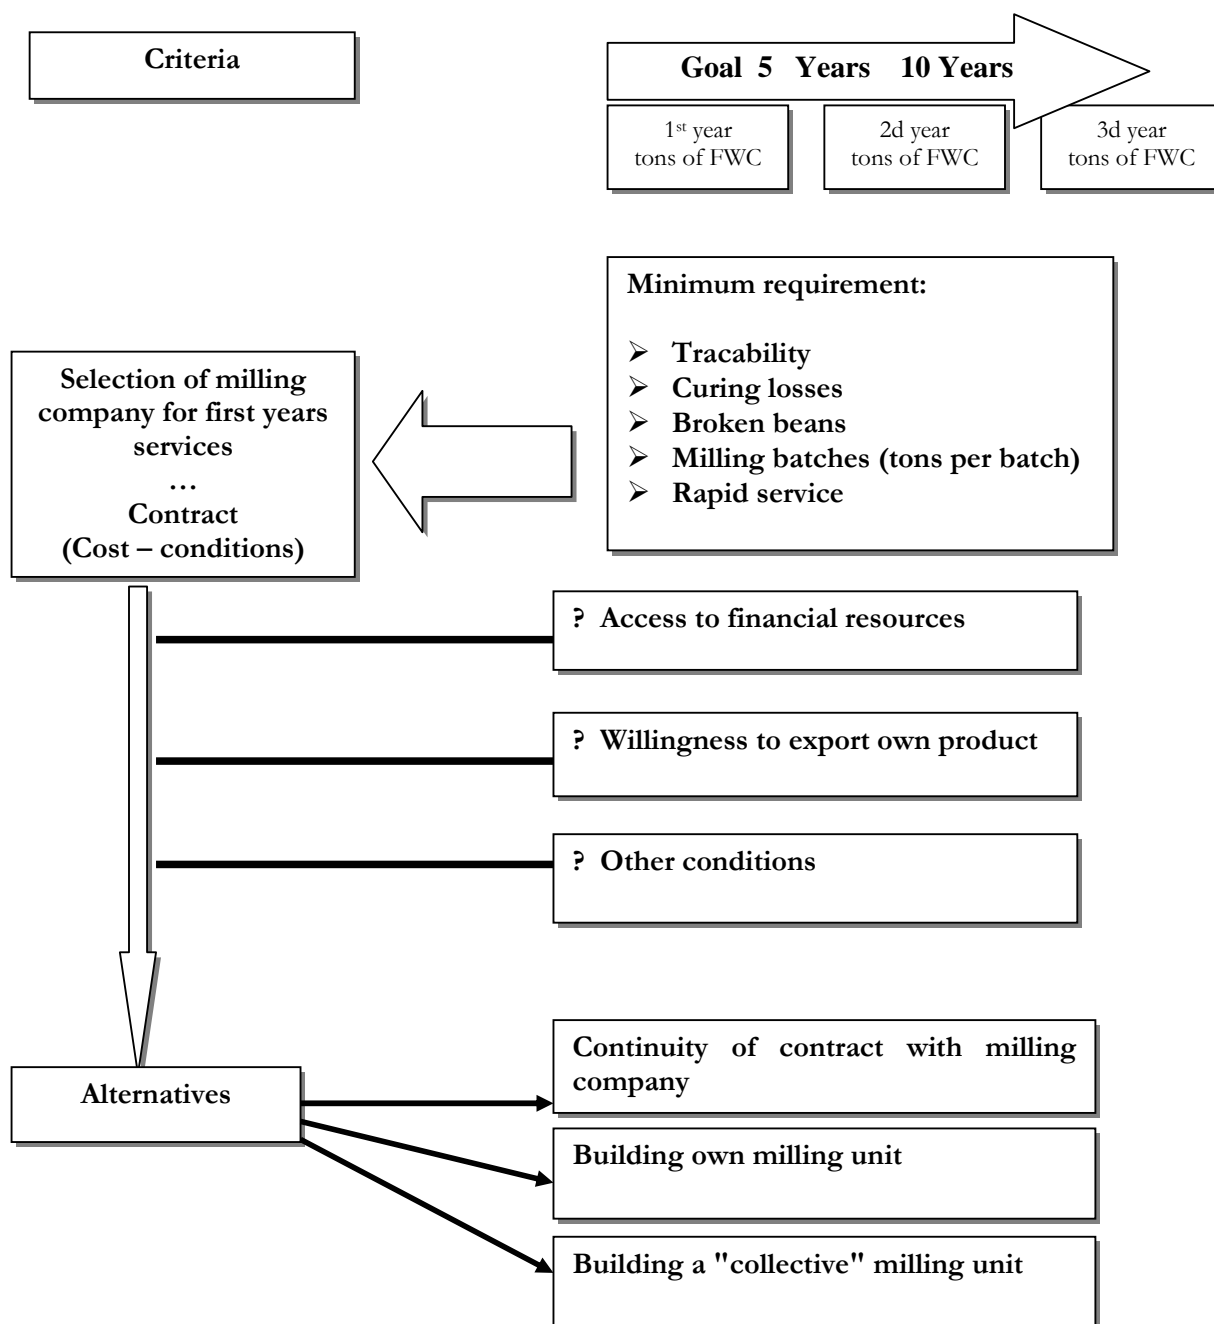 Criteria
Goal 5 Years 10 Years
1st year
tons of FWC
2d year
tons of FWC
3d year
tons of FWC
Minimum requirement:
➢ Tracability
➢ Curing losses
➢ Broken beans
➢ Milling batches (tons per batch)
➢ Rapid service
Selection of milling
company for first years
services
…
Contract
(Cost – conditions)
? Access to financial resources
? Willingness to export own product
? Other conditions
Alternatives
Continuity of contract with milling
company
Building own milling unit
Building a "collective" milling unit